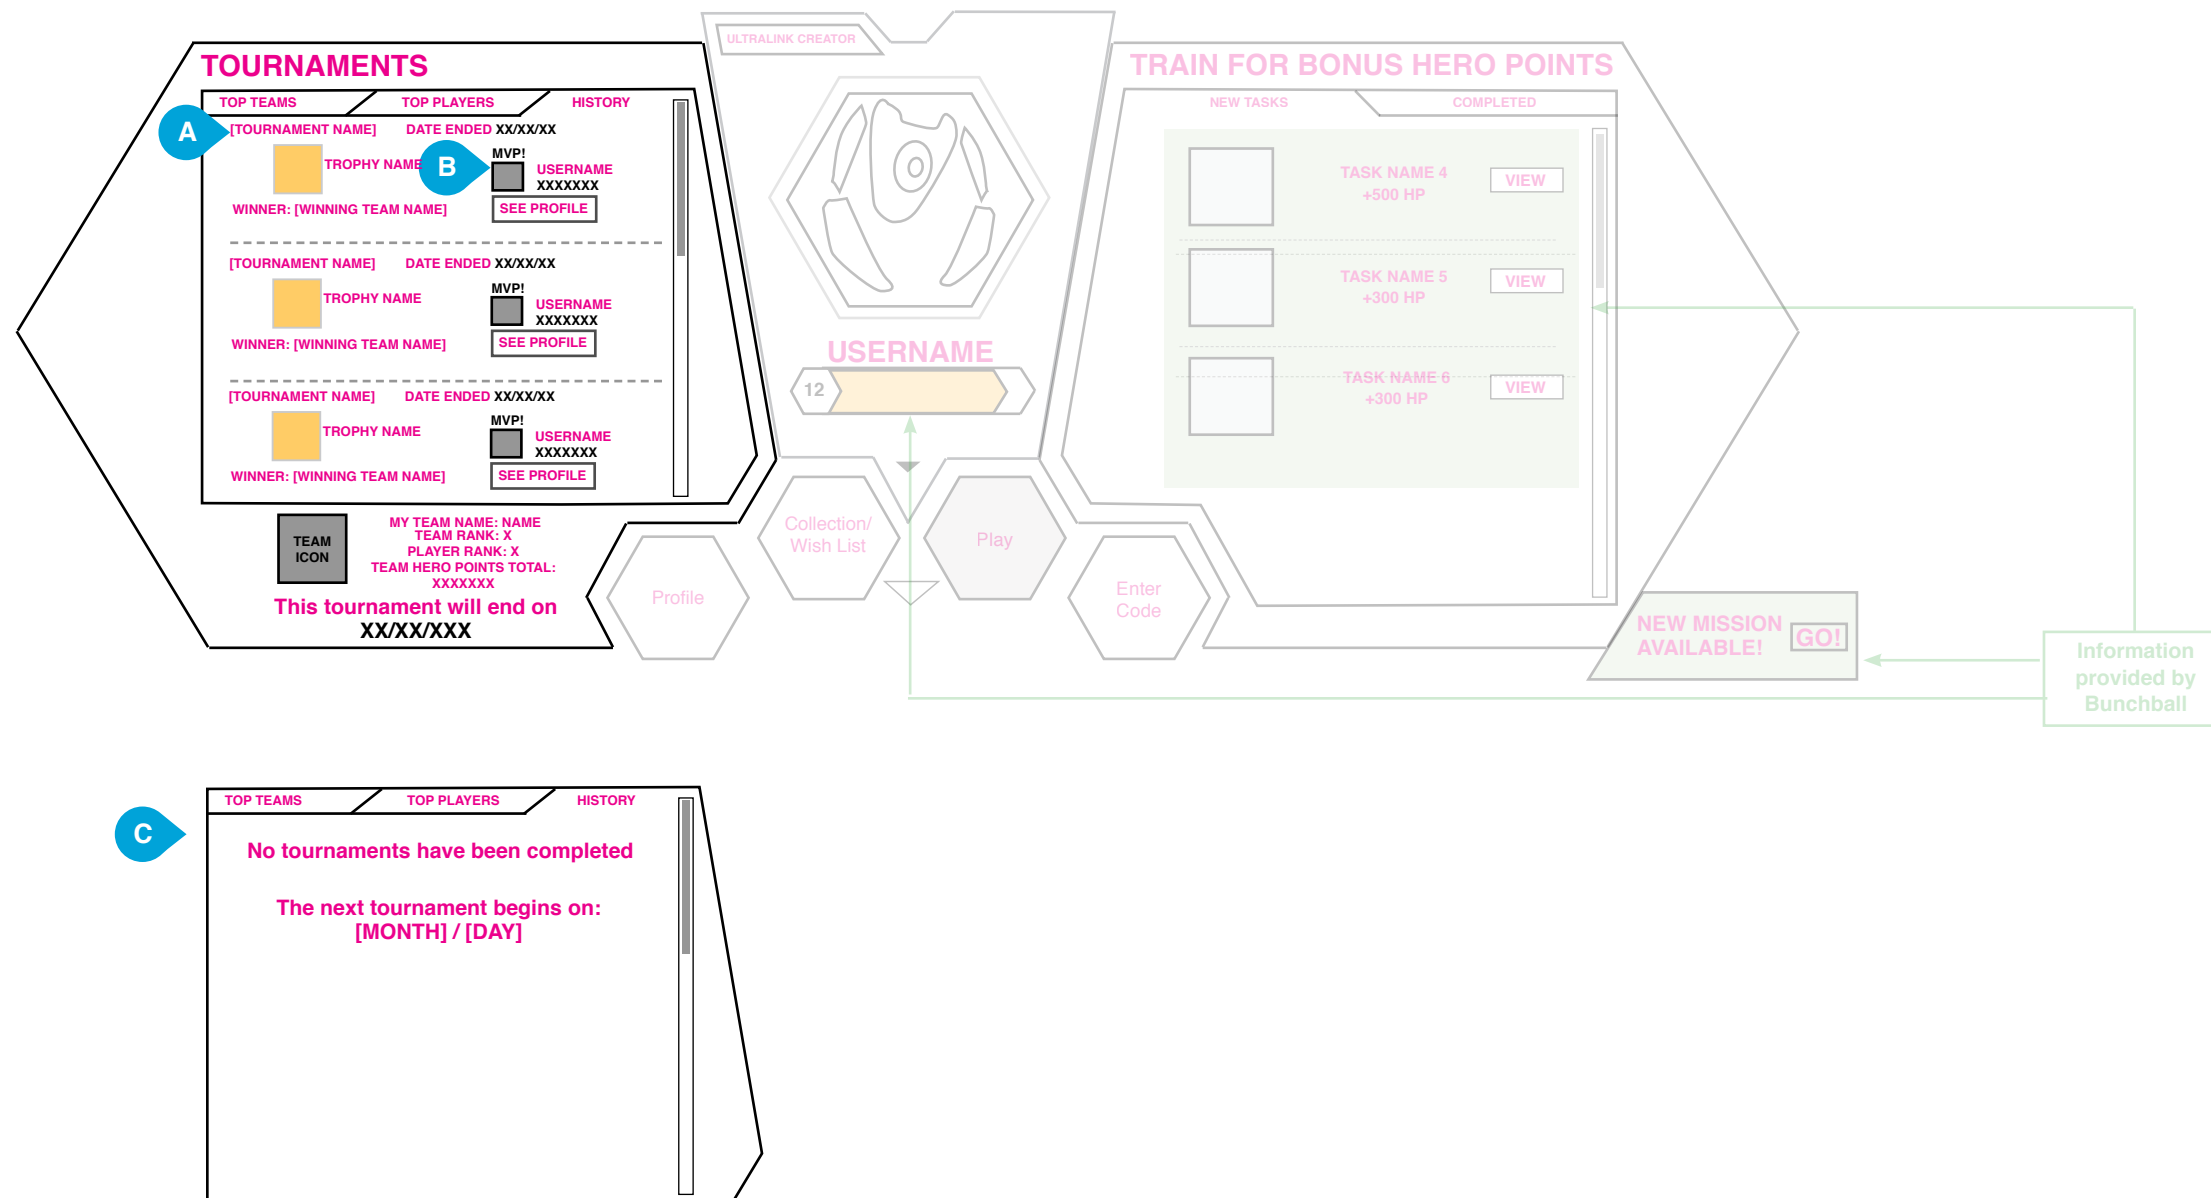 ULTRALINK CREATOR
TOURNAMENTS
TOP TEAMS
TOP PLAYERS
HISTORY
A
[TOURNAMENT NAME]
DATE ENDED XX/XX/XX
TROPHY NAME
B
MVP!
USERNAME
XXXXXXX
WINNER: [WINNING TEAM NAME]
SEE PROFILE
[TOURNAMENT NAME]
DATE ENDED XX/XX/XX
TROPHY NAME
MVP!
USERNAME
XXXXXXX
WINNER: [WINNING TEAM NAME]
SEE PROFILE
[TOURNAMENT NAME]
DATE ENDED XX/XX/XX
TROPHY NAME
MVP!
USERNAME
XXXXXXX
WINNER: [WINNING TEAM NAME]
SEE PROFILE
TEAM
ICON
MY TEAM NAME: NAME
TEAM RANK: X
PLAYER RANK: X
TEAM HERO POINTS TOTAL:
XXXXXXX
This tournament will end on
XX/XX/XXX
USERNAME
12
Profile
Collection/
Wish List
Play
Enter
Code
TRAIN FOR BONUS HERO POINTS
NEW TASKS
COMPLETED
TASK NAME 4
+500 HP
VIEW
TASK NAME 5
+300 HP
VIEW
TASK NAME 6
+300 HP
VIEW
NEW MISSION
AVAILABLE!
GO!
Information
provided by
Bunchball
C
TOP TEAMS
TOP PLAYERS
HISTORY
No tournaments have been completed
The next tournament begins on:
[MONTH] / [DAY]